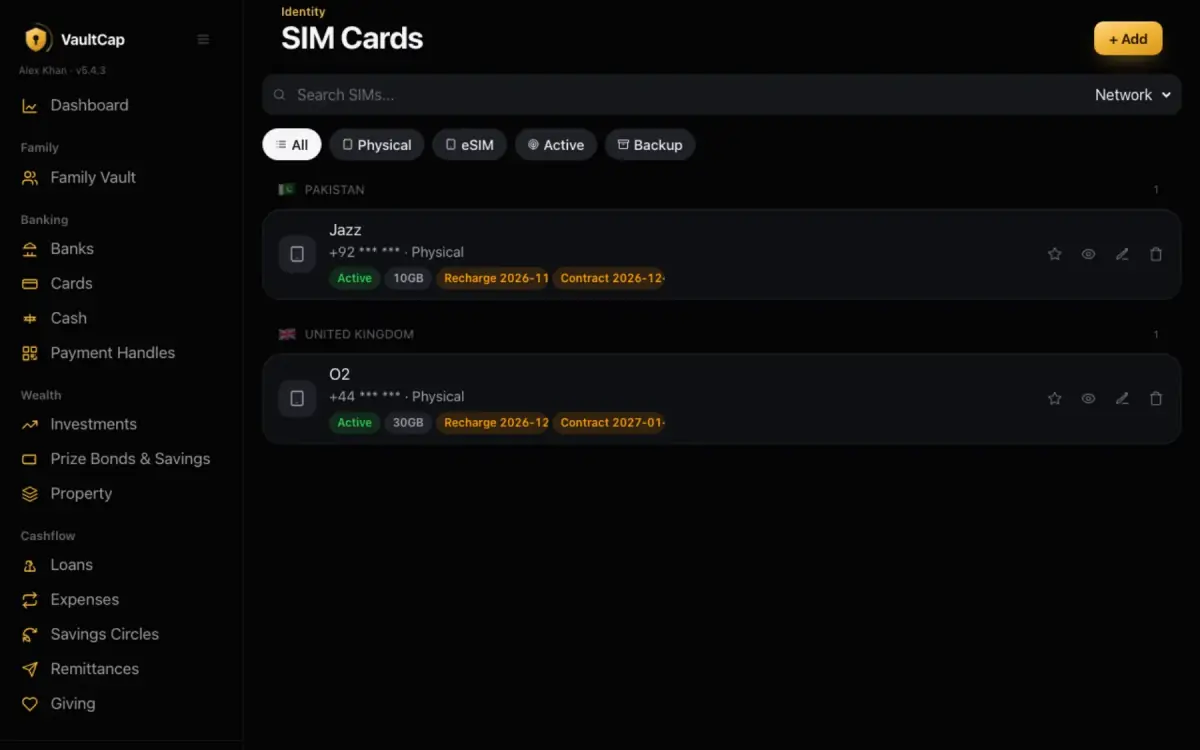 VaultCap
Alex Khan · v5.4.3
Dashboard
Family
Family Vault
Banking
Banks
Cards
Cash
Payment Handles
Wealth
Investments
Prize Bonds & Savings
Property
Cashflow
Loans
Expenses
Savings Circles
Remittances
Giving
Identity
SIM Cards
+ Add
Search SIMs...
Network
All Physical eSIM Active Backup
PAKISTAN 1
Jazz
+92 *** *** · Physical
Active 10GB Recharge 2026-11 Contract 2026-12-
UNITED KINGDOM 1
O2
+44 *** *** · Physical
Active 30GB Recharge 2026-12 Contract 2027-01-